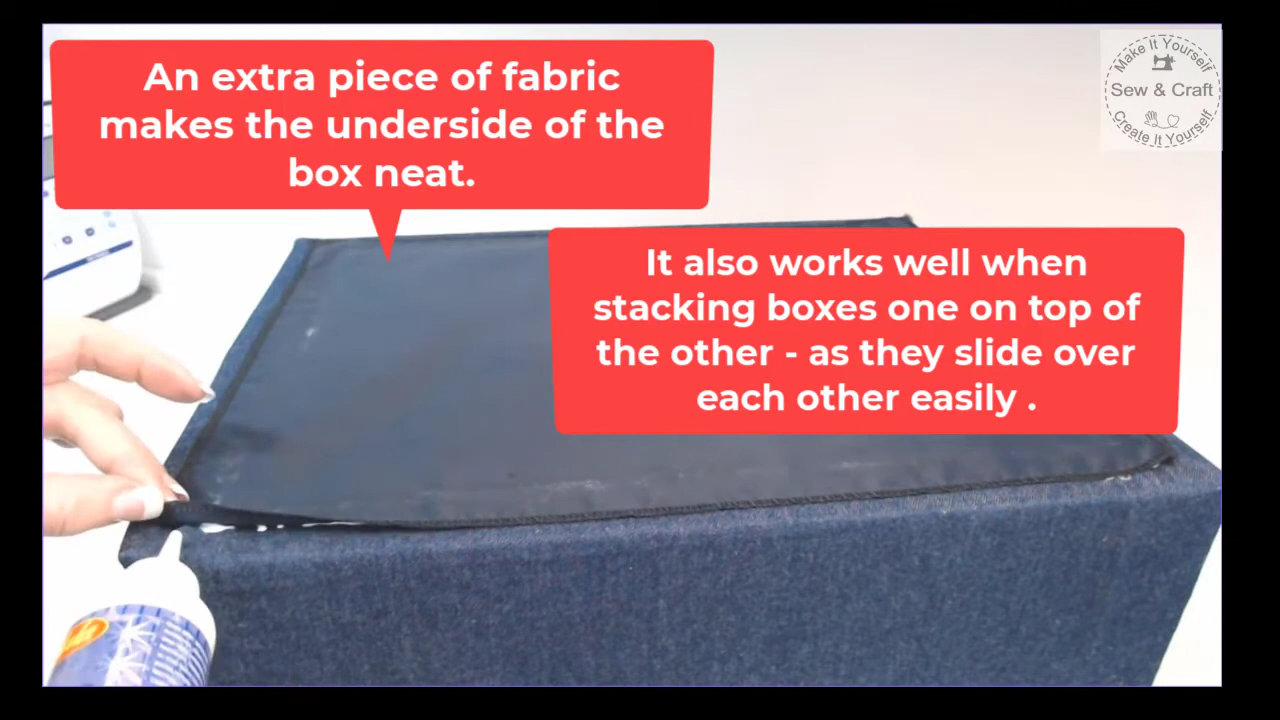 An extra piece of fabric
makes the underside of the
box neat.
It also works well when
stacking boxes one on top of
the other - as they slide over
each other easily .
Make It Yourself
Sew & Craft
Create It Yourself